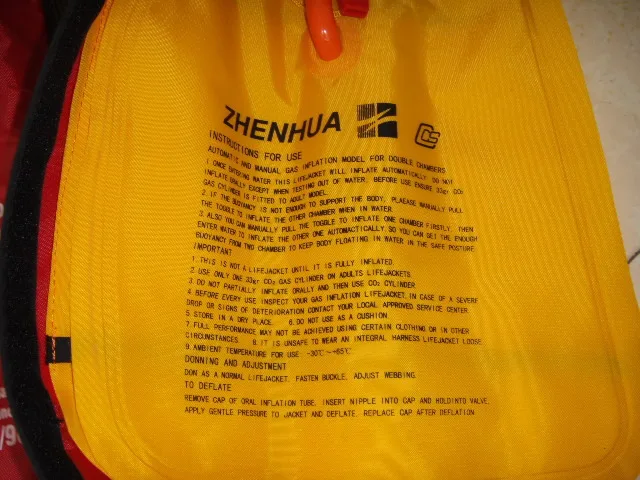 ZHENHUA
INSTRUCTIONS FOR USE
AUTOMATIC AND MANUAL GAS INFLATION MODEL FOR DOUBLE CHAMBERS
1 ONCE ENTERING WATER THIS LIFEJACKET WILL INFLATE AUTOMATICALLY. DO NOT
INFLATE ORALLY EXCEPT WHEN TESTING OUT OF WATER. BEFORE USE ENSURE 33gr CO₂
GAS CYLINDER IS FITTED TO ADULT MODEL.
2. IF THE BUOYANCY IS NOT ENOUGH TO SUPPORT THE BODY, PLAEASE MANUALLY PULL
THE TOGGLE TO INFLATE THE OTHER CHAMBER WHEN IN WATER.
3. ALSO YOU CAN MANUALLY PULL THE TOGBLE TO INFLATE ONE CHAMBER FIRSTLY. THEN
ENTER WATER TO INFLATE THE OTHER ONE AUTOMACTICALLY. SO YOU CAN GET THE ENOUGH
BUOYANCY FROM TWO CHAMBER TO KEEP BODY FLOATING IN WATER IN THE SAFE POSTURE
IMPORTANT
1. THIS IS NOT A LIFEJACKET UNTIL IT IS FULLY INFLATED
2. USE ONLY ONE 33gr CO₂ GAS CYLINDER ON ADULTS LIFEJACKETS
3. DO NOT PARTIALLY INFLATE ORALLY AND THEN USE CO₂ CYLINDER
4. BEFORE EVERY USE INSPECT YOUR GAS INFLATION LIFEJACKET. IN CASE OF A SEVERE
DROP OR SIGNS OF DETERIORATION CONTACT YOUR LOCAL APPROVED SERVICE CENTER
5. STORE IN A DRY PLACE. 6. DO NOT USE AS A CUSHION
7. FULL PERFORMANCE MAY NOT BE ACHIEVED USING CERTAIN CLOTHING OR IN OTHER
CIRCUMSTANCES 8. IT IS UNSAFE TO WEAR AN INTEGRAL HARNESS LIFEJACKET LOOSE
9. AMBIENT TEMPERATURE FOR USE -30℃~+65℃
DONNING AND ADJUSTMENT
DON AS A NORMAL LIFEJACKET. FASTEN BUCKLE. ADJUST WEBBING.
TO DEFLATE
REMOVE CAP OF ORAL INFLATION TUBE. INSERT NIPPLE INTO CAP AND HOLDINTO VALVE.
APPLY GENTLE PRESSURE TO JACKET AND DEFLATE. REPLACE CAP AFTER DEFLATION